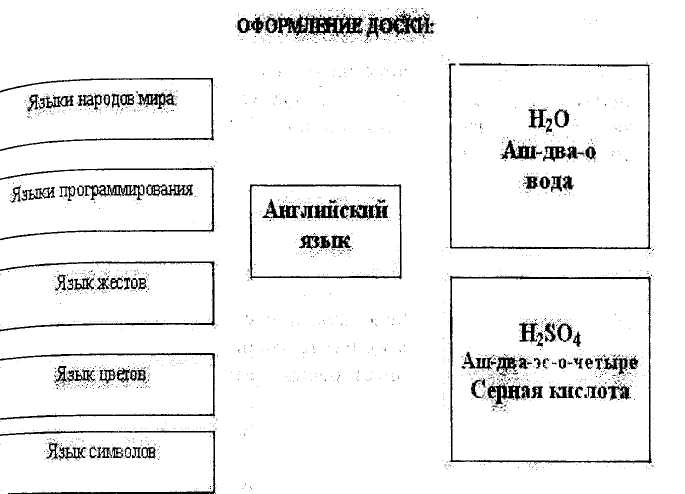 ОФОРМЛЕНИЕ ДОСКИ:
Языки народов мира
Языки программирования
Язык жестов
Язык цветов
Язык символов
Английский
язык
H₂O
Аш-два-о
вода
H₂SO₄
Аш-два-эс-о-четыре
Серная кислота